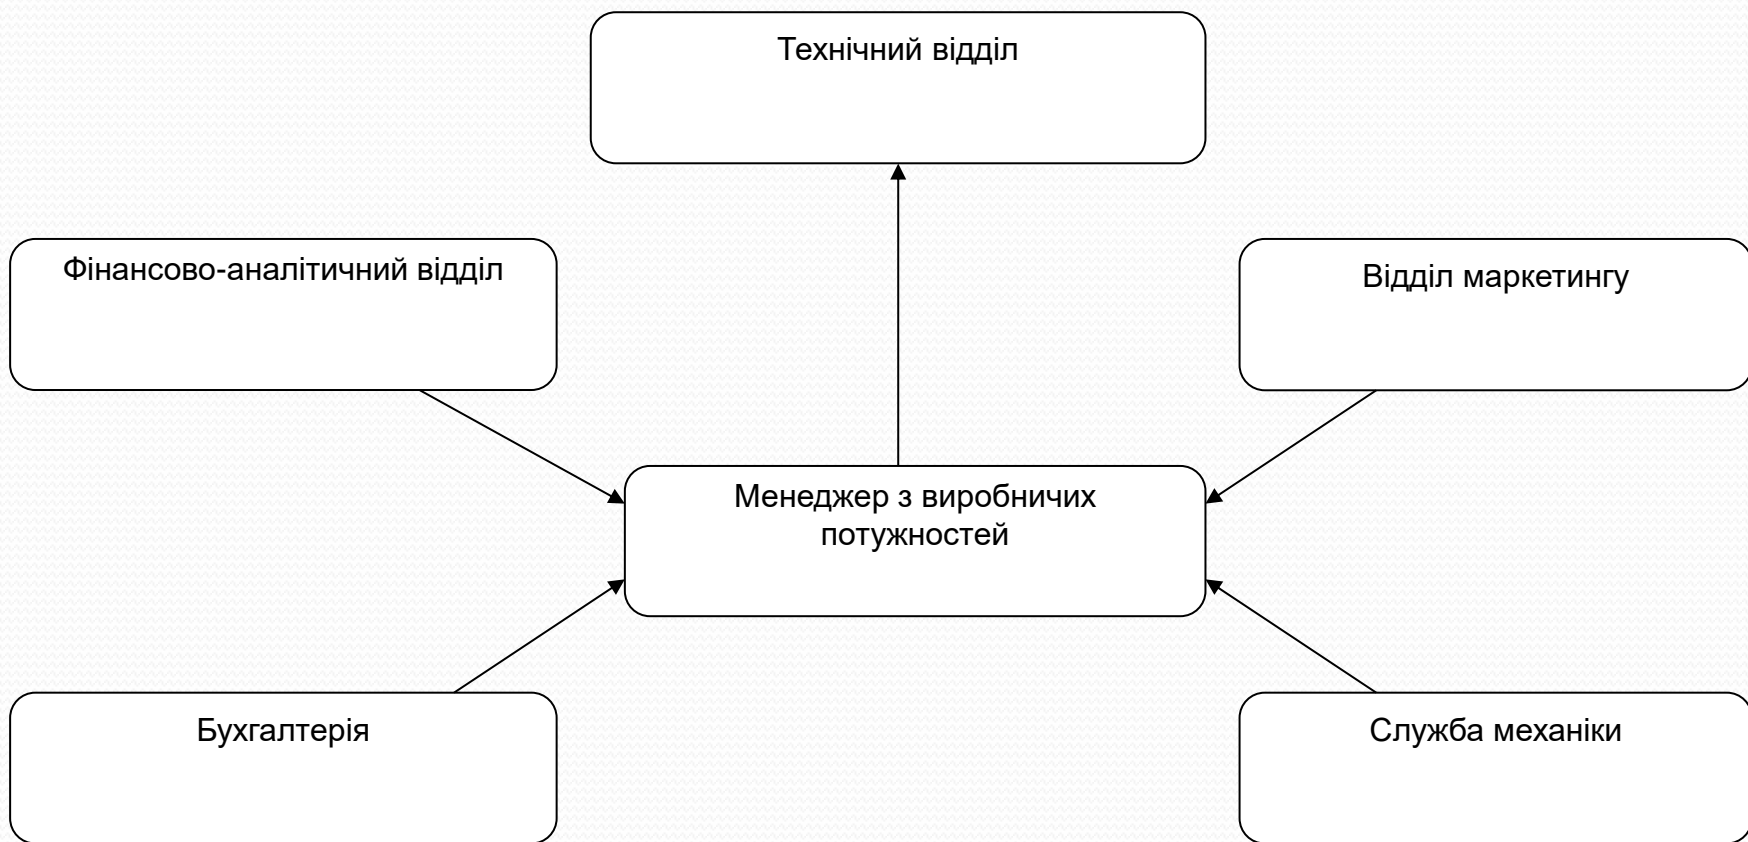 Технічний відділ
Фінансово-аналітичний відділ
Відділ маркетингу
Менеджер з виробничих
потужностей
Бухгалтерія
Служба механіки